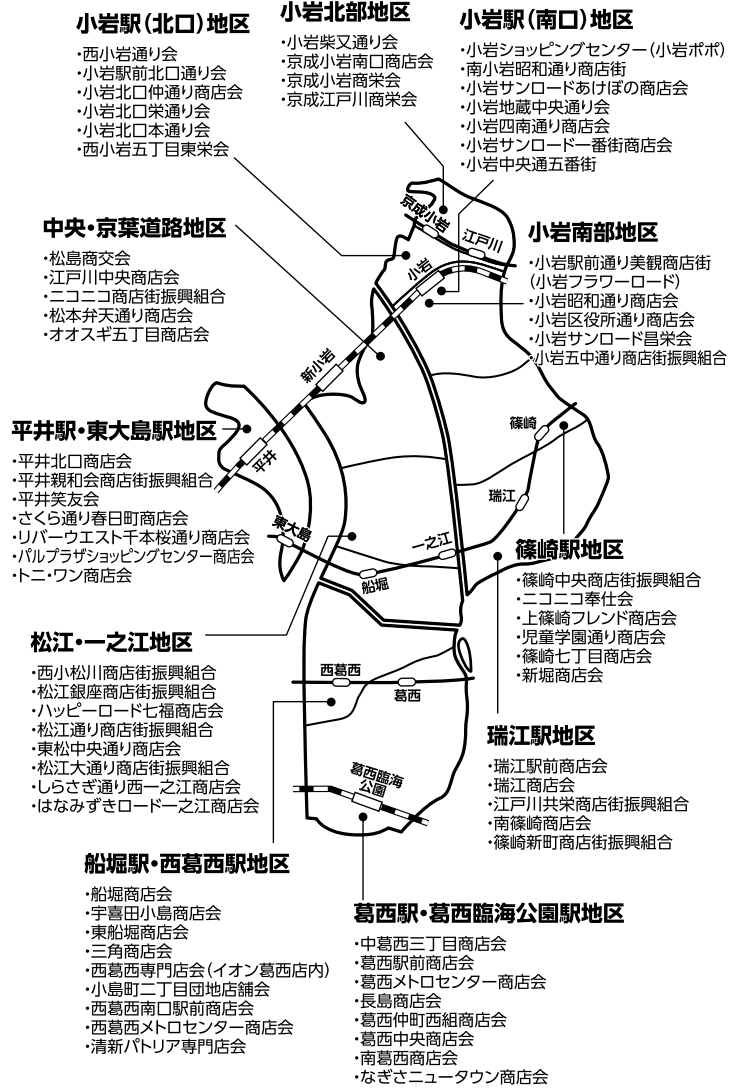 小岩駅（北口）地区
・西小岩通り会
・小岩駅前北口通り会
・小岩北口仲通り商店会
・小岩北口栄通り会
・小岩北口本通り会
・西小岩五丁目東栄会
小岩北部地区
・小岩柴又通り会
・京成小岩南口商店会
・京成小岩商栄会
・京成江戸川商栄会
小岩駅（南口）地区
・小岩ショッピングセンター（小岩ポポ）
・南小岩昭和通り商店街
・小岩サンロードあけぼの商店会
・小岩地蔵中央通り会
・小岩四南通り商店会
・小岩サンロード一番街商店会
・小岩中央通五番街
中央・京葉道路地区
・松島商交会
・江戸川中央商店会
・ニコニコ商店街振興組合
・松本弁天通り商店会
・オオスギ五丁目商店会
小岩南部地区
・小岩駅前通り美観商店街
（小岩フラワーロード）
・小岩昭和通り商店会
・小岩区役所通り商店会
・小岩サンロード昌栄会
・小岩五中通り商店街振興組合
京成小岩
江戸川
小岩
新小岩
平井
東大島
船堀
一之江
瑞江
篠崎
西葛西
葛西
葛西臨海
公園
平井駅・東大島駅地区
・平井北口商店会
・平井親和会商店街振興組合
・平井笑友会
・さくら通り春日町商店会
・リバーウエスト千本桜通り商店会
・パルプラザショッピングセンター商店会
・トニ・ワン商店会
篠崎駅地区
・篠崎中央商店街振興組合
・ニコニコ奉仕会
・上篠崎フレンド商店会
・児童学園通り商店会
・篠崎七丁目商店会
・新堀商店会
松江・一之江地区
・西小松川商店街振興組合
・松江銀座商店街振興組合
・ハッピーロード七福商店会
・松江通り商店街振興組合
・東松中央通り商店会
・松江大通り商店街振興組合
・しらさぎ通り西一之江商店会
・はなみずきロード一之江商店会
瑞江駅地区
・瑞江駅前商店会
・瑞江商店会
・江戸川共栄商店街振興組合
・南篠崎商店会
・篠崎新町商店街振興組合
船堀駅・西葛西駅地区
・船堀商店会
・宇喜田小島商店会
・東船堀商店会
・三角商店会
・西葛西専門店会（イオン葛西店内）
・小島町二丁目団地店舗会
・西葛西南口駅前商店会
・西葛西メトロセンター商店会
・清新パトリア専門店会
葛西駅・葛西臨海公園駅地区
・中葛西三丁目商店会
・葛西駅前商店会
・葛西メトロセンター商店会
・長島商店会
・葛西仲町西組商店会
・葛西中央商店会
・南葛西商店会
・なぎさニュータウン商店会